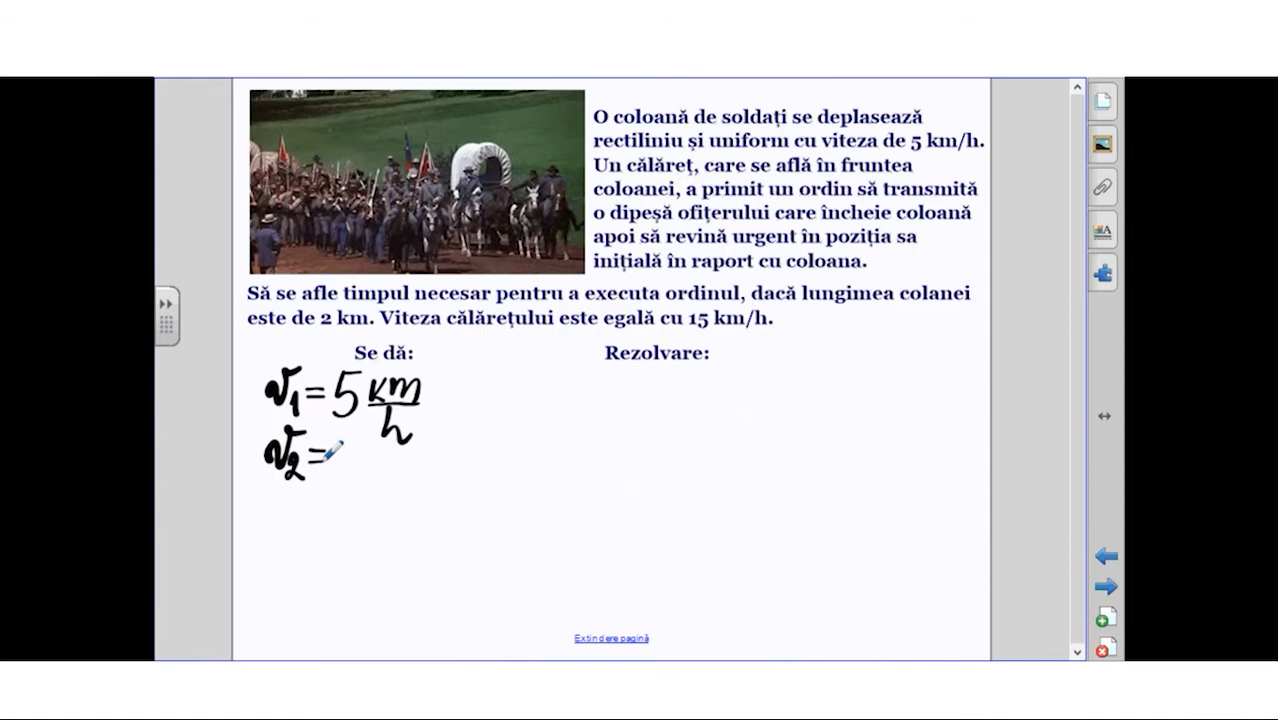 O coloană de soldați se deplasează
rectiliniu și uniform cu viteza de 5 km/h.
Un călăreț, care se află în fruntea
coloanei, a primit un ordin să transmită
o dipeşă ofiţerului care încheie coloană
apoi să revină urgent în poziția sa
inițială în raport cu coloana.
Să se afle timpul necesar pentru a executa ordinul, dacă lungimea colanei
este de 2 km. Viteza călărețului este egală cu 15 km/h.
Se dă: Rezolvare:
v1 = 5 km/h
v2 =
Extindere pagină